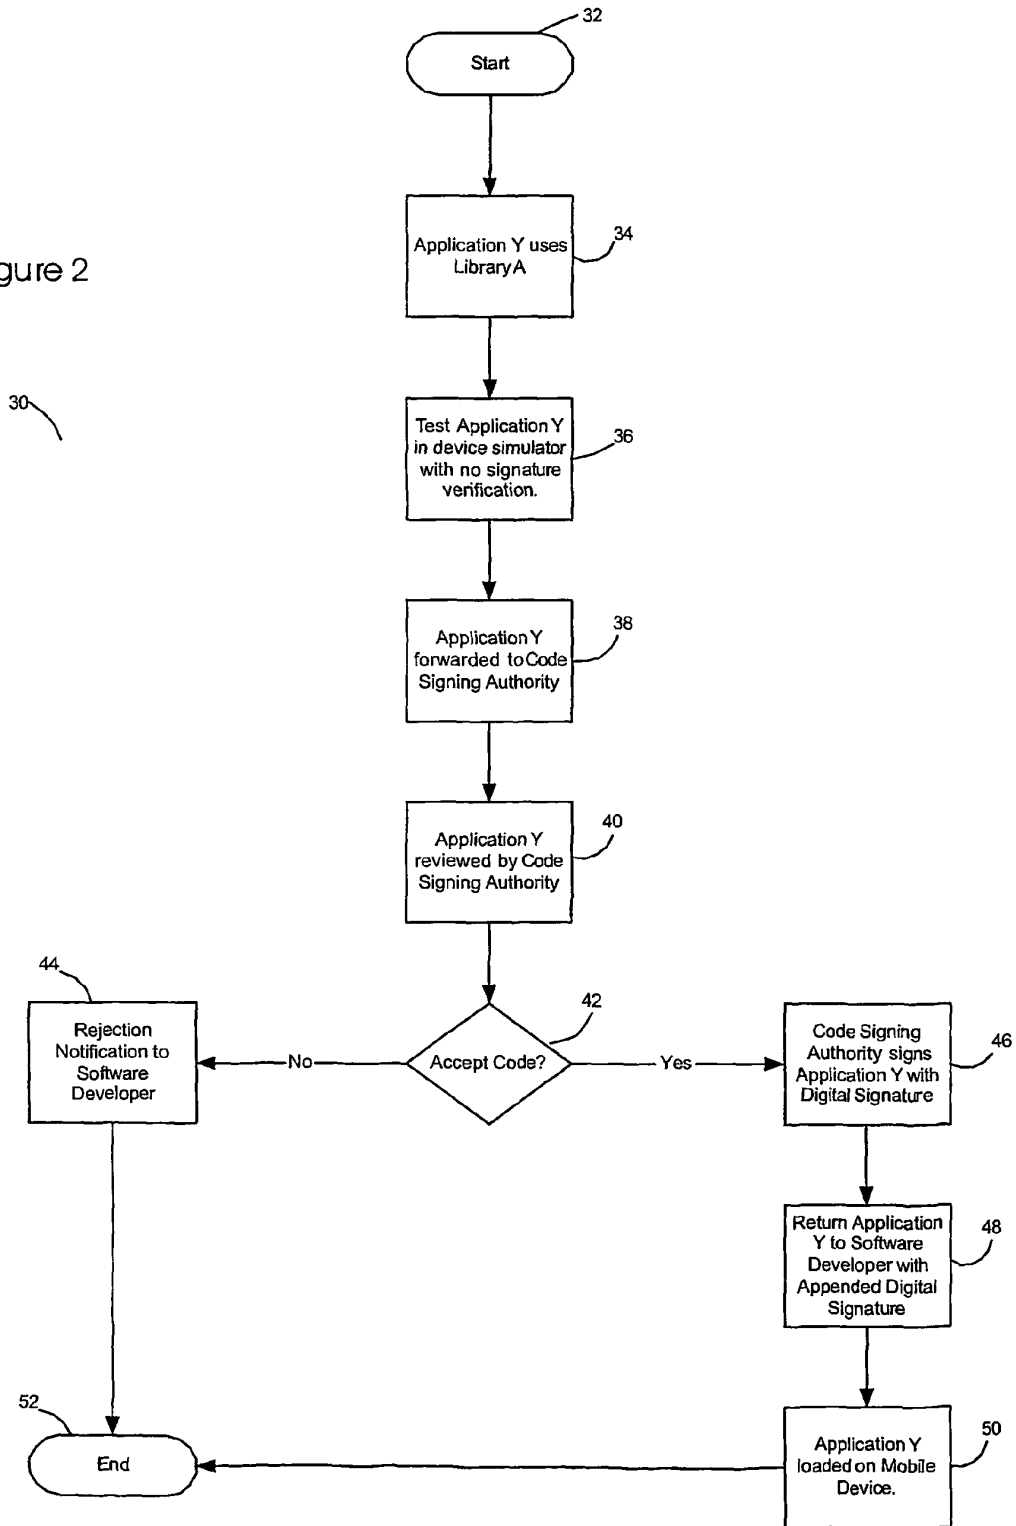 32
Start
34
Application Y uses
Library A
gure 2
30
36
Test Application Y
in device simulator
with no signature
verification.
38
Application Y
forwarded to Code
Signing Authority
40
Application Y
reviewed by Code
Signing Authority
44
Rejection
Notification to
Software
Developer
42
Accept Code?
No
Yes
46
Code Signing
Authority signs
Application Y with
Digital Signature
48
Return Application
Y to Software
Developer with
Appended Digital
Signature
52
End
50
Application Y
loaded on Mobile
Device.